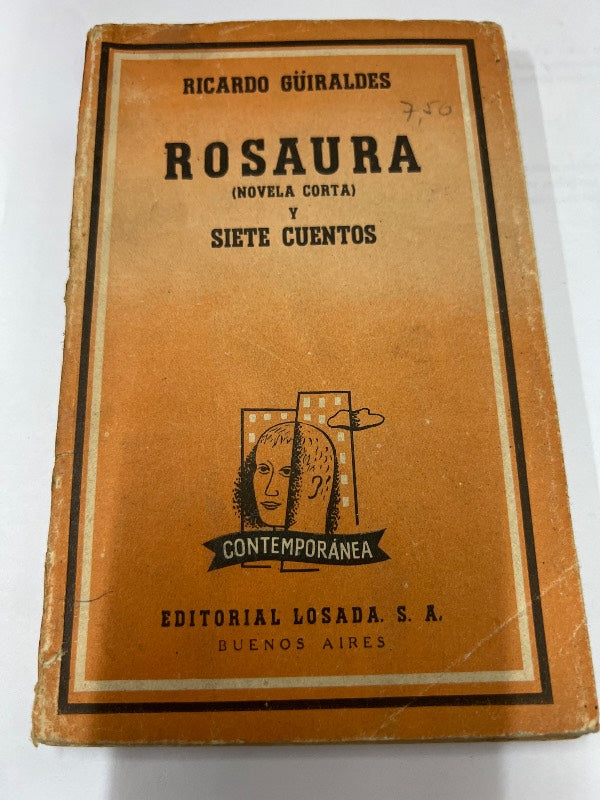 RICARDO GÜIRALDES
7,50
ROSAURA
(NOVELA CORTA)
Y
SIETE CUENTOS
CONTEMPORÁNEA
EDITORIAL LOSADA. S. A.
BUENOS AIRES